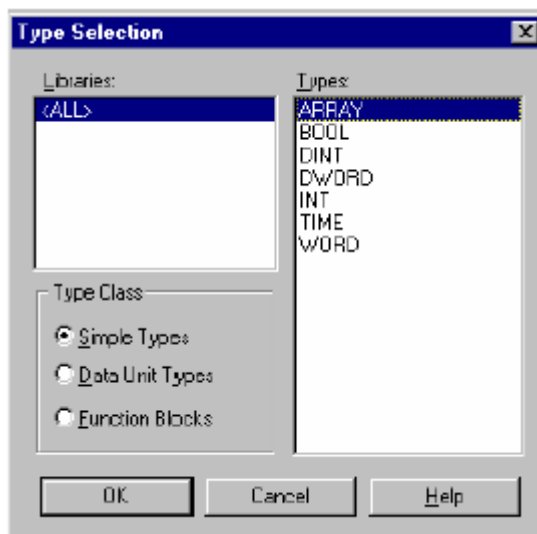 Type Selection
Libraries:
<ALL>
Types:
ARRAY
BOOL
DINT
DWORD
INT
TIME
WORD
Type Class
Simple Types
Data Unit Types
Function Blocks
OK
Cancel
Help